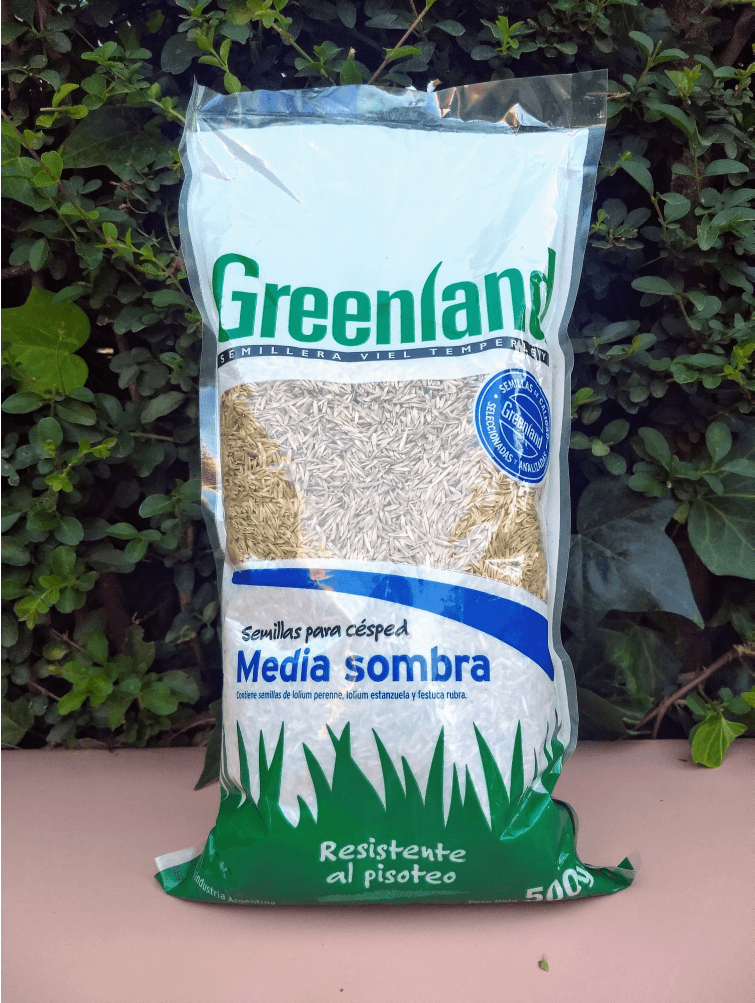 Greenland
SEMILLERA VIEL TEMPERLEY
SEMILLAS DE CALIDAD
Greenland
SELECCIONADAS Y ANALIZADAS
Semillas para césped
Media sombra
Contiene semillas de lolium perenne, lolium estanzuela y festuca rubra.
Resistente
al pisoteo
Industria Argentina
500g